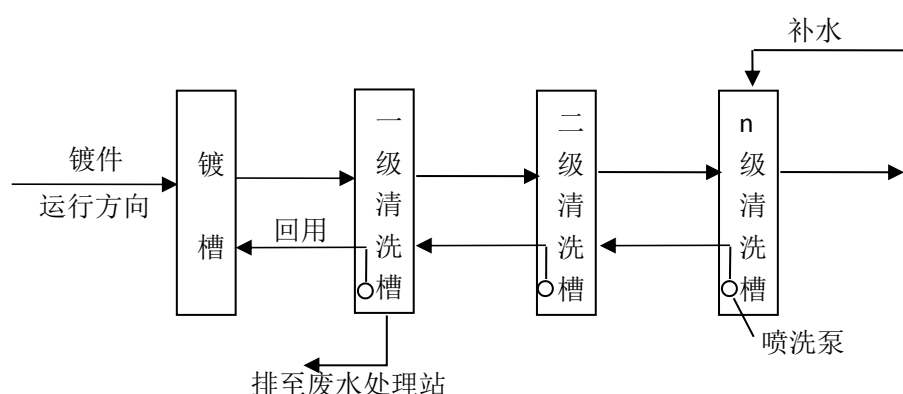 补水
镀件
运行方向
镀槽
一级清洗槽
二级清洗槽
n级清洗槽
回用
喷洗泵
排至废水处理站